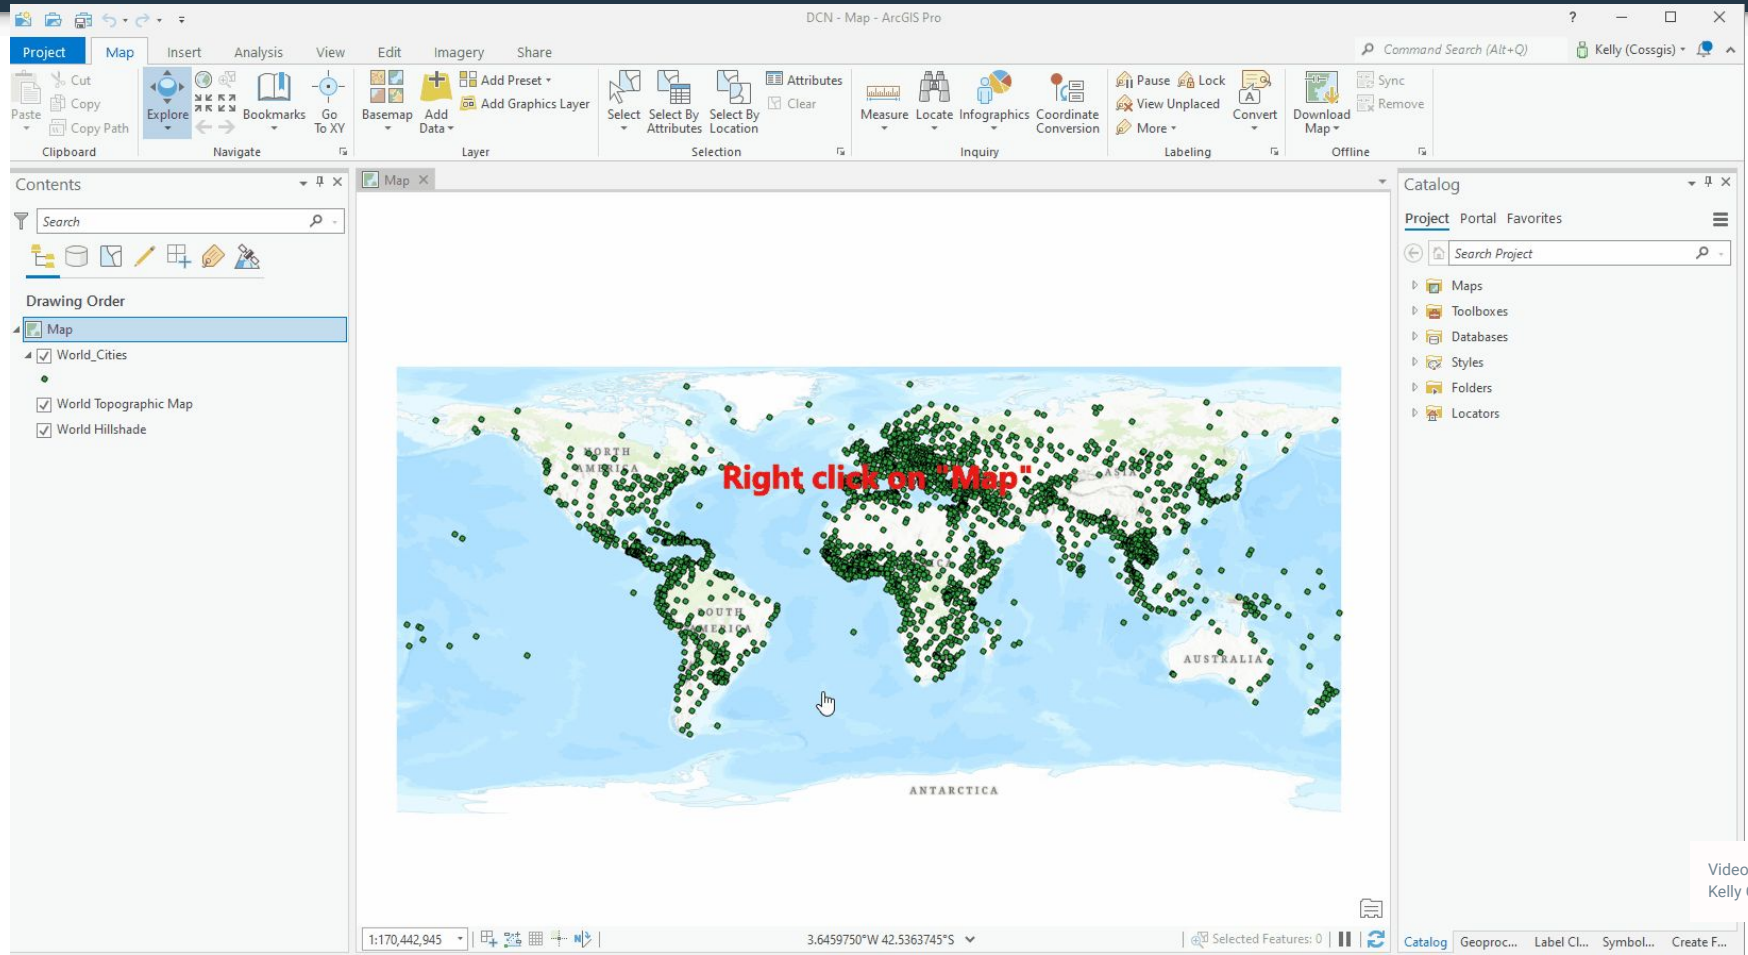 DCN - Map - ArcGIS Pro
?
Project Map Insert Analysis View Edit Imagery Share
Command Search (Alt+Q)
Kelly (Cossgis)
Paste
Cut
Copy
Copy Path
Clipboard
Explore
Bookmarks
Go
To XY
Navigate
Basemap
Add
Data
Add Preset
Add Graphics Layer
Layer
Select
Select By
Attributes
Select By
Location
Attributes
Clear
Selection
Measure
Locate
Infographics
Coordinate
Conversion
Inquiry
Pause
Lock
View Unplaced
More
Convert
Labeling
Download
Map
Sync
Remove
Offline
Contents
Search
Drawing Order
Map
World_Cities
World Topographic Map
World Hillshade
Map
NORTH
AMERICA
ASIA
Right click on "Map"
SOUTH
AMERICA
AUSTRALIA
ANTARCTICA
1:170,442,945
3.6459750°W 42.5363745°S
Selected Features: 0
Catalog
Project Portal Favorites
Search Project
Maps
Toolboxes
Databases
Styles
Folders
Locators
Video
Kelly
Catalog Geoproc... Label Cl... Symbol... Create F...